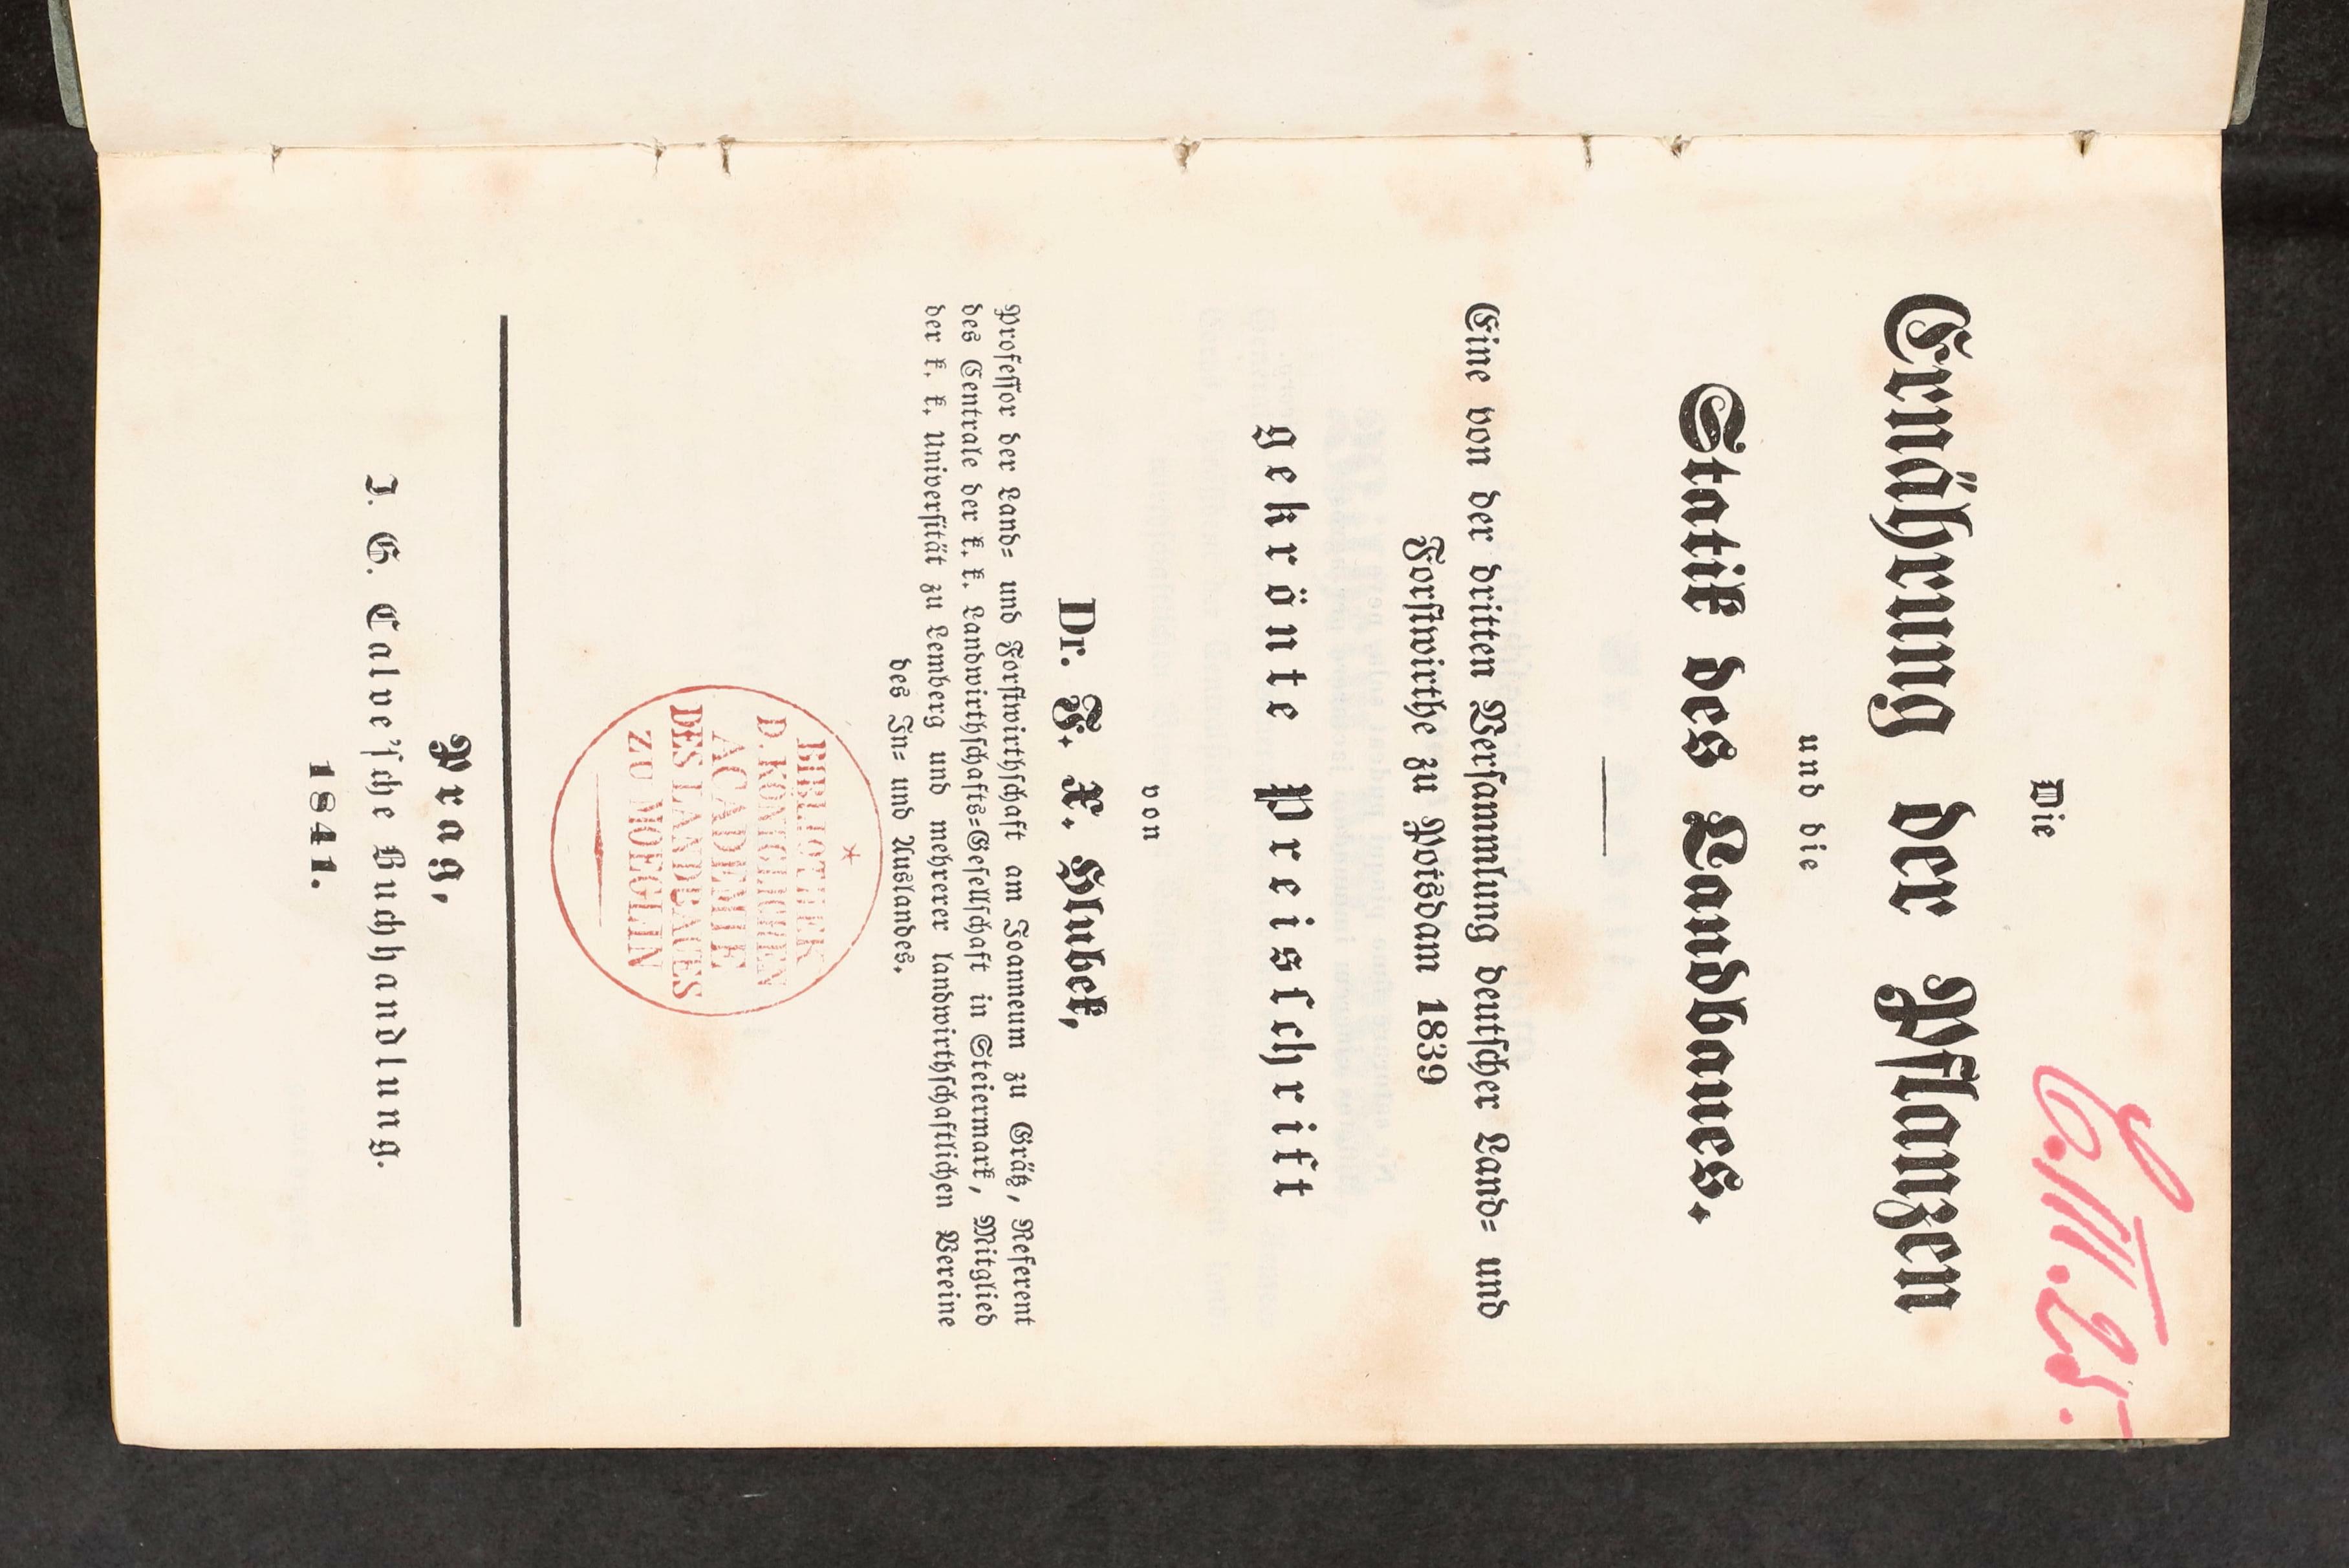 Die
Ernährung der Pflanzen
und die
Statik des Landbaues.
Eine von der dritten Versammlung deutscher Land= und
Forstwirthe zu Potsdam 1839
gekrönte Preisschrift
von
Dr. F. X. Hlubek,
Professor der Land= und Forstwirthschaft am Joanneum zu Grätz, Referent
des Centrale der k. k. Landwirthschafts=Gesellschaft in Steiermark, Mitglied
der k. k. Universität zu Lemberg und mehrerer landwirthschaftlichen Vereine
des In= und Auslandes.
BIBLIOTHEK
D. KÖNIGLICHEN
ACADEMIE
DES LANDBAUES
ZU MOEGLIN
Prag,
J. G. Calve'sche Buchhandlung.
1841.